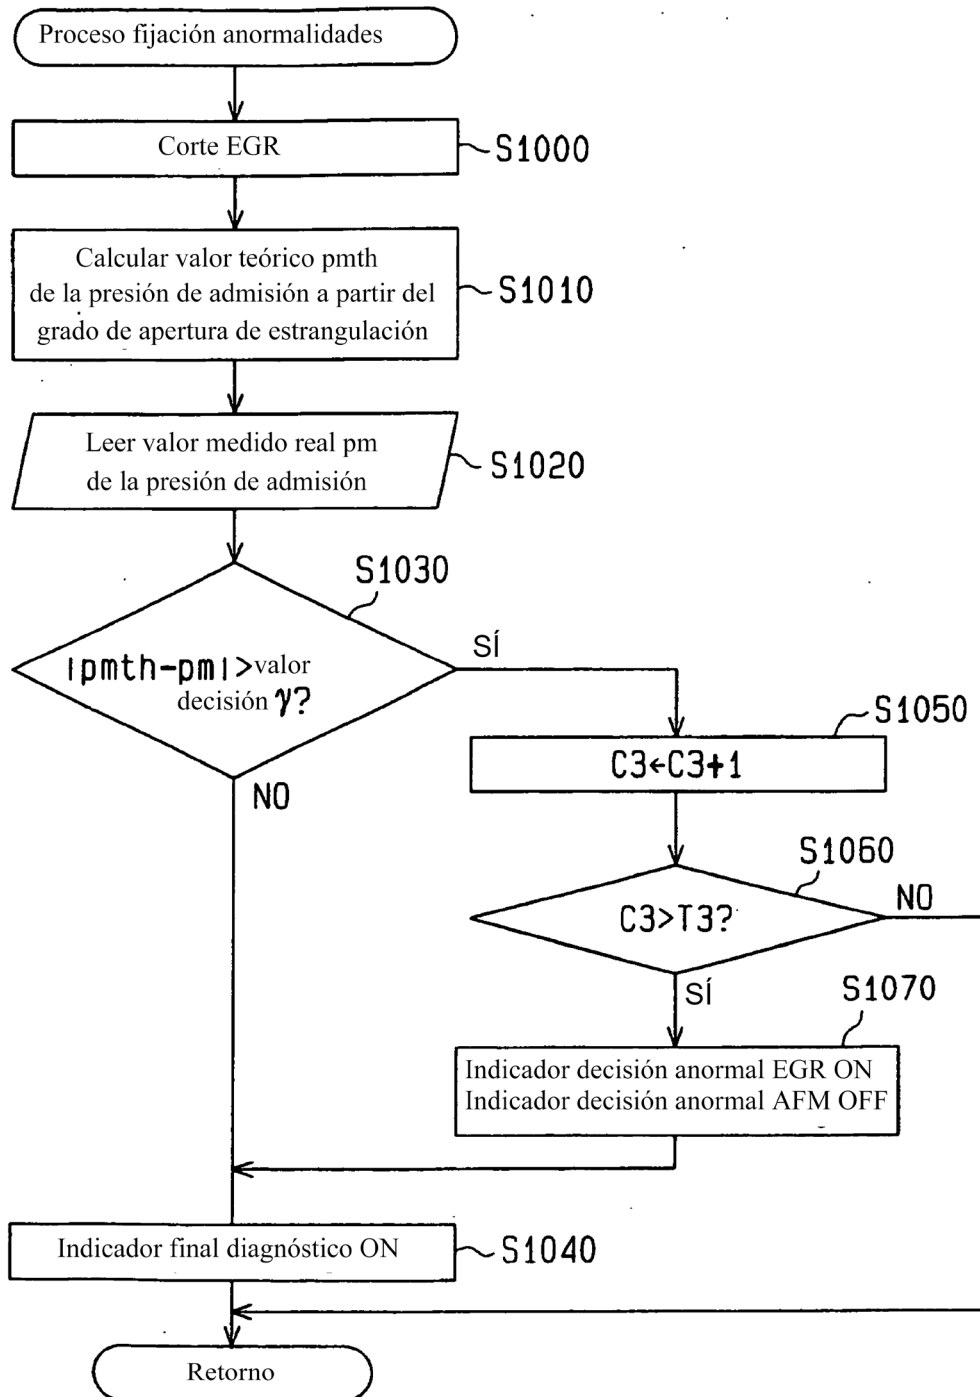 Proceso fijación anormalidades
Corte EGR
S1000
Calcular valor teórico pmth
de la presión de admisión a partir del
grado de apertura de estrangulación
S1010
Leer valor medido real pm
de la presión de admisión
S1020
S1030
|pmth-pm|>valor
decisión γ?
SÍ
NO
S1050
C3←C3+1
S1060
C3>T3?
NO
SÍ
S1070
Indicador decisión anormal EGR ON
Indicador decisión anormal AFM OFF
Indicador final diagnóstico ON
S1040
Retorno